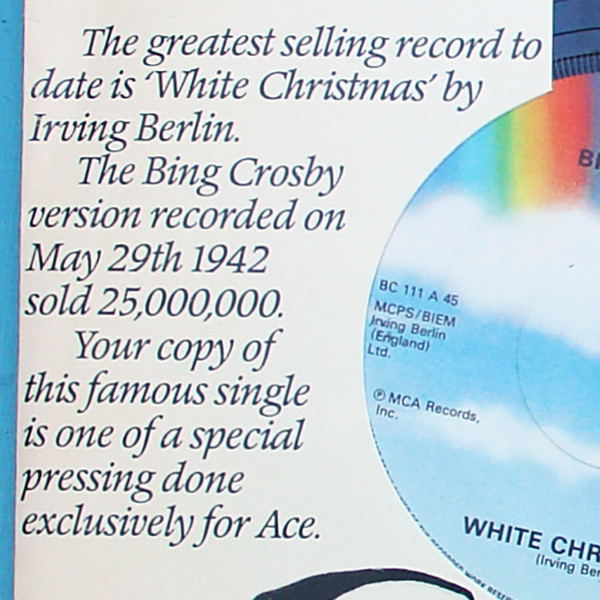 The greatest selling record to
date is 'White Christmas' by
Irving Berlin.
The Bing Crosby
version recorded on
May 29th 1942
sold 25,000,000.
Your copy of
this famous single
is one of a special
pressing done
exclusively for Ace.
BC 111 A 45
MCPS/BIEM
Irving Berlin
(England)
Ltd.
℗ MCA Records,
Inc.
WHITE CHR
(Irving Ber